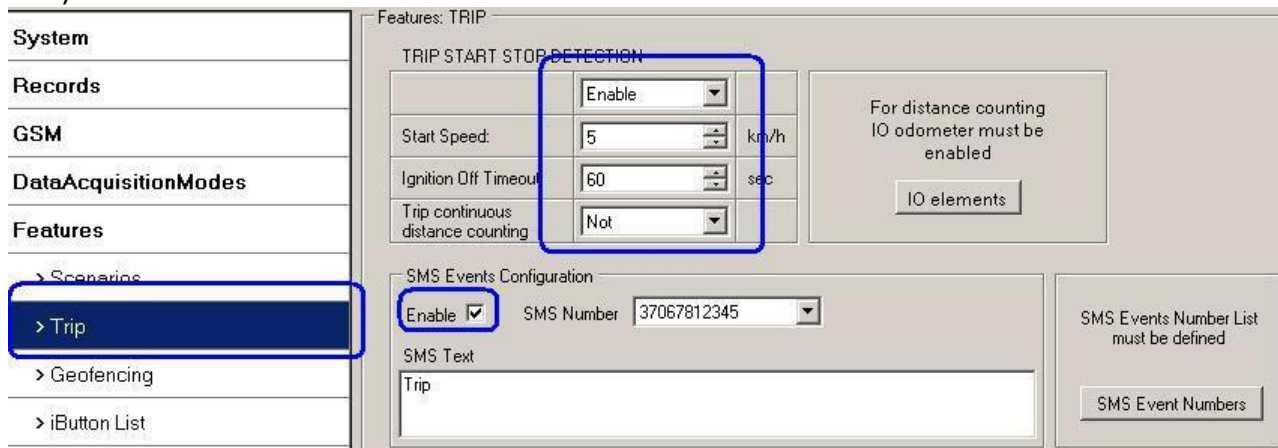 System
Records
GSM
DataAcquisitionModes
Features
> Scenarios
> Trip
> Geofencing
> iButton List
Features: TRIP
TRIP START STOP DETECTION
Enable
Start Speed: 5 km/h
Ignition Off Timeout 60 sec
Trip continuous
distance counting Not
For distance counting
IO odometer must be
enabled
IO elements
SMS Events Configuration
Enable SMS Number 37067812345
SMS Text
Trip
SMS Events Number List
must be defined
SMS Event Numbers